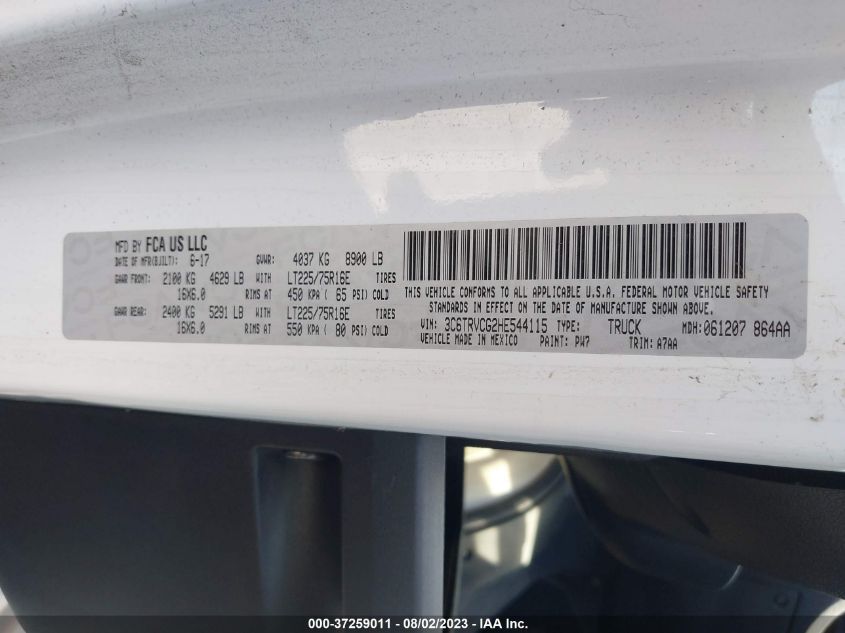 MFD BY FCA US LLC
DATE OF MFR(BUILT): 6-17 GVWR: 4037 KG 8900 LB
GAWR FRONT: 2100 KG 4629 LB WITH LT225/75R16E TIRES
16X6.0 RIMS AT 450 KPA ( 65 PSI) COLD
GAWR REAR: 2400 KG 5291 LB WITH LT225/75R16E TIRES
16X6.0 RIMS AT 550 KPA ( 80 PSI) COLD
THIS VEHICLE CONFORMS TO ALL APPLICABLE U.S.A. FEDERAL MOTOR VEHICLE SAFETY
STANDARDS IN EFFECT ON THE DATE OF MANUFACTURE SHOWN ABOVE.
VIN: 3C6TRVCG2HE544115 TYPE: TRUCK MDH: 061207 864AA
VEHICLE MADE IN MEXICO PAINT: PW7 TRIM: A7AA
000-37259011 - 08/02/2023 - IAA Inc.